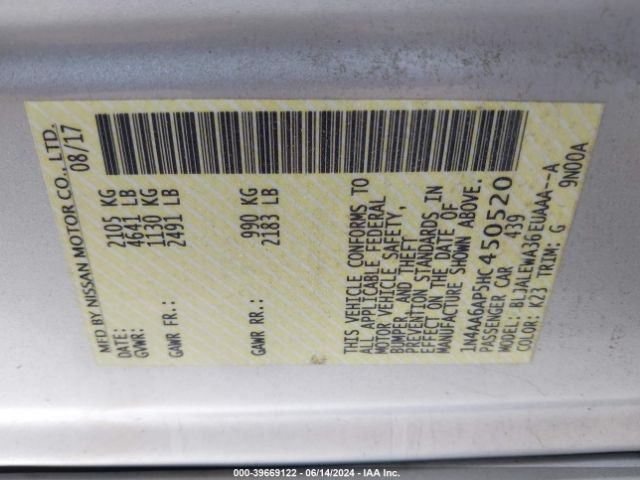 MFD BY NISSAN MOTOR CO., LTD.
DATE: 08/17
GVWR: 2105 KG
4641 LB
GAWR FR.: 1130 KG
2491 LB
GAWR RR.: 990 KG
2183 LB
THIS VEHICLE CONFORMS TO
ALL APPLICABLE FEDERAL
MOTOR VEHICLE SAFETY,
BUMPER, AND THEFT
PREVENTION STANDARDS IN
EFFECT ON THE DATE OF
MANUFACTURE SHOWN ABOVE.
1N4AA6AP5HC450520
PASSENGER CAR 439
MODEL: BLJALEWA36EUAAA--A
COLOR: K23 TRIM: G 9N00A
000-39669122 - 06/14/2024 - IAA Inc.